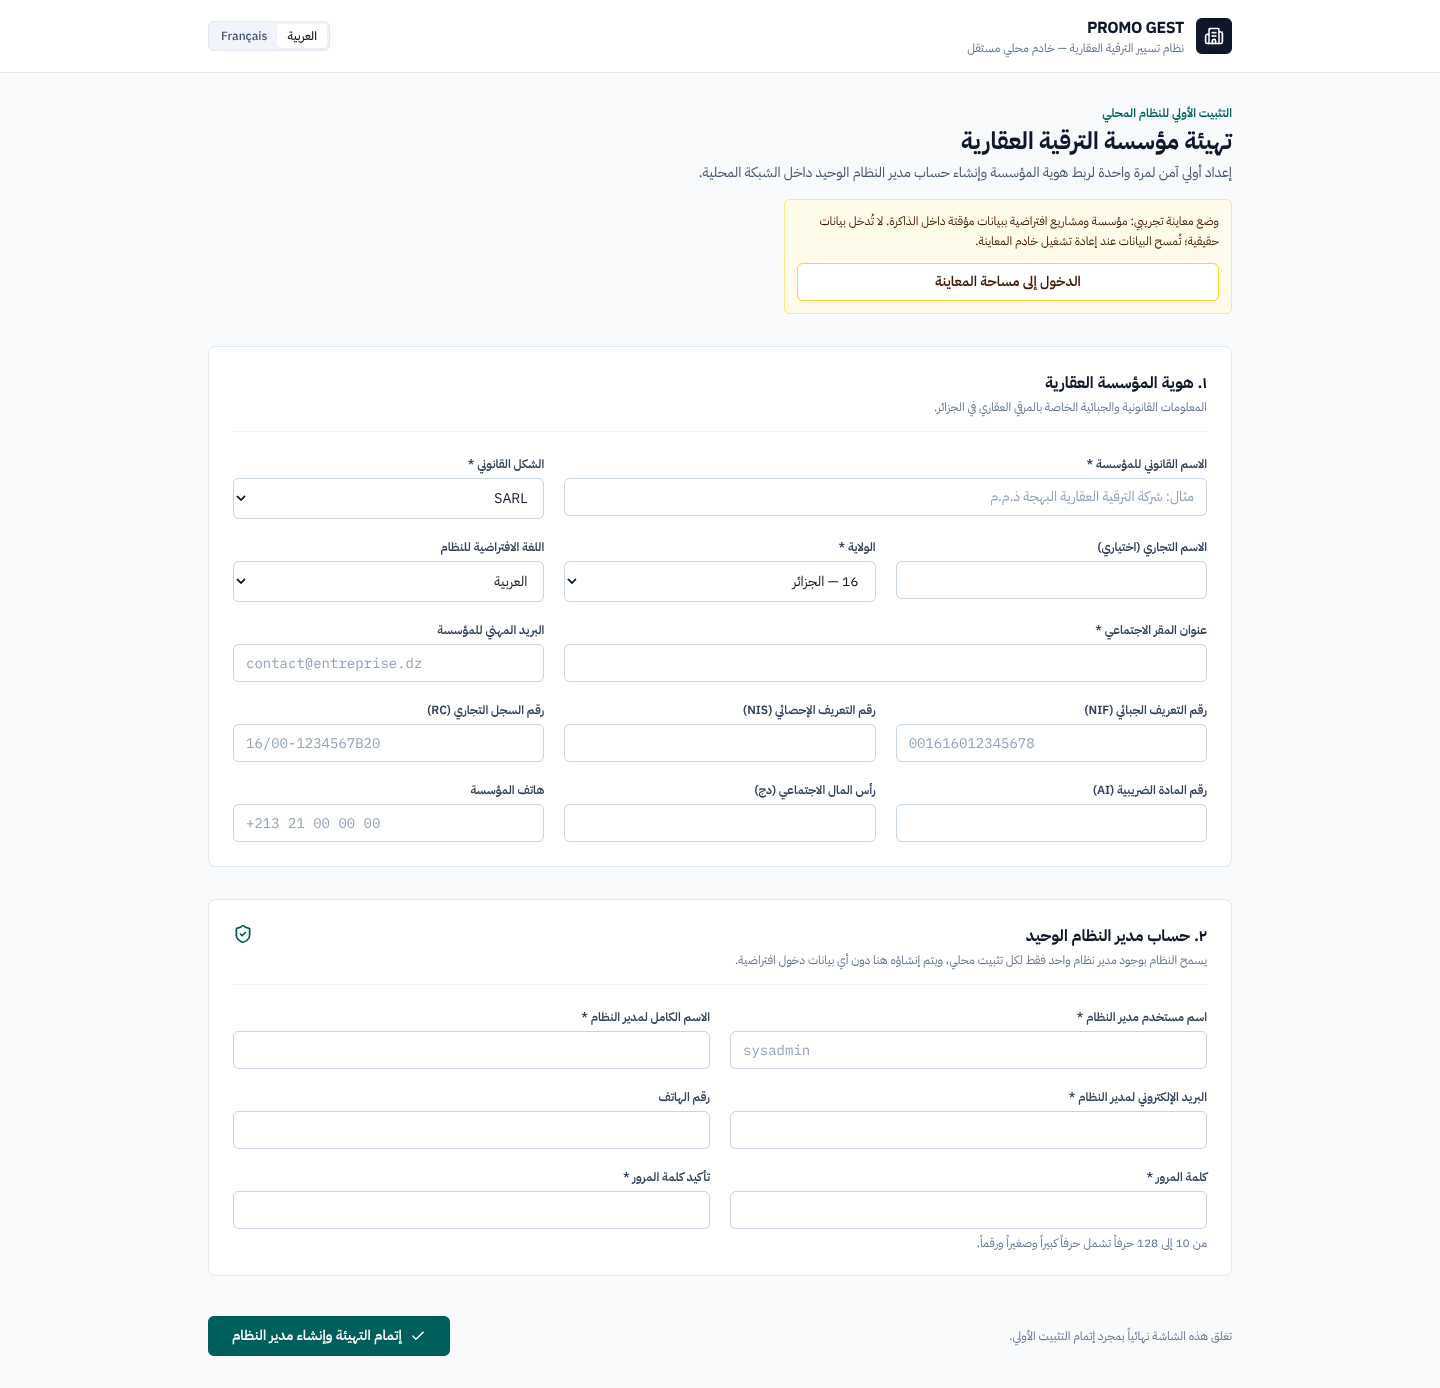 PROMO GEST
نظام تسيير الترقية العقارية — خادم محلي مستقل
العربية
Français
التثبيت الأولي للنظام المحلي
تهيئة مؤسسة الترقية العقارية
إعداد أولي آمن لمرة واحدة لربط هوية المؤسسة وإنشاء حساب مدير النظام الوحيد داخل الشبكة المحلية.
وضع معاينة تجريبي: مؤسسة ومشاريع افتراضية ببيانات مؤقتة داخل الذاكرة. لا تُدخل بيانات
حقيقية؛ تُمسح البيانات عند إعادة تشغيل خادم المعاينة.
الدخول إلى مساحة المعاينة
١. هوية المؤسسة العقارية
المعلومات القانونية والجبائية الخاصة بالمرقي العقاري في الجزائر.
الاسم القانوني للمؤسسة *
الشكل القانوني *
مثال: شركة الترقية العقارية البهجة ذ.م.م
SARL
الاسم التجاري (اختياري)
الولاية *
اللغة الافتراضية للنظام
16 — الجزائر
العربية
عنوان المقر الاجتماعي *
البريد المهني للمؤسسة
contact@entreprise.dz
رقم التعريف الجبائي (NIF)
رقم التعريف الإحصائي (NIS)
رقم السجل التجاري (RC)
001616012345678
16/00-1234567B20
رقم المادة الضريبية (AI)
رأس المال الاجتماعي (دج)
هاتف المؤسسة
+213 21 00 00 00
٢. حساب مدير النظام الوحيد
يسمح النظام بوجود مدير نظام واحد فقط لكل تثبيت محلي، ويتم إنشاؤه هنا دون أي بيانات دخول افتراضية.
اسم مستخدم مدير النظام *
الاسم الكامل لمدير النظام *
sysadmin
البريد الإلكتروني لمدير النظام *
رقم الهاتف
كلمة المرور *
تأكيد كلمة المرور *
من 10 إلى 128 حرفاً تشمل حرفاً كبيراً وصغيراً ورقماً.
تغلق هذه الشاشة نهائياً بمجرد إتمام التثبيت الأولي.
إتمام التهيئة وإنشاء مدير النظام